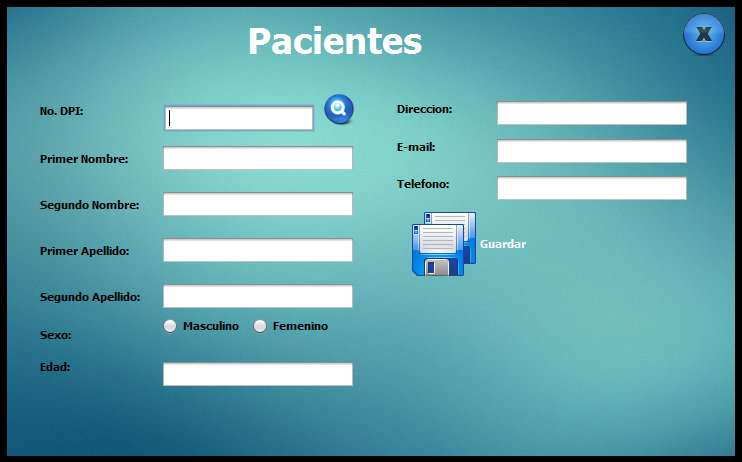 Pacientes
X
No. DPI:
Primer Nombre:
Segundo Nombre:
Primer Apellido:
Segundo Apellido:
Sexo:
Masculino
Femenino
Edad:
Direccion:
E-mail:
Telefono:
Guardar